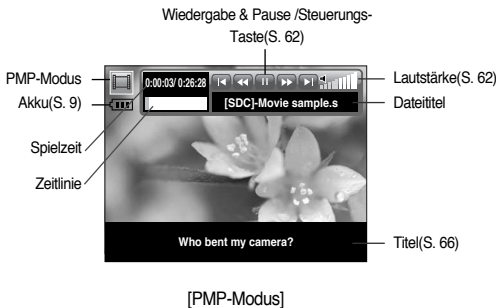 Wiedergabe & Pause /Steuerungs-
Taste(S. 62)
PMP-Modus
0:00:03/ 0:26:28
Lautstärke(S. 62)
Akku(S. 9)
[SDC]-Movie sample.s
Dateititel
Spielzeit
Zeitlinie
Who bent my camera?
Titel(S. 66)
[PMP-Modus]